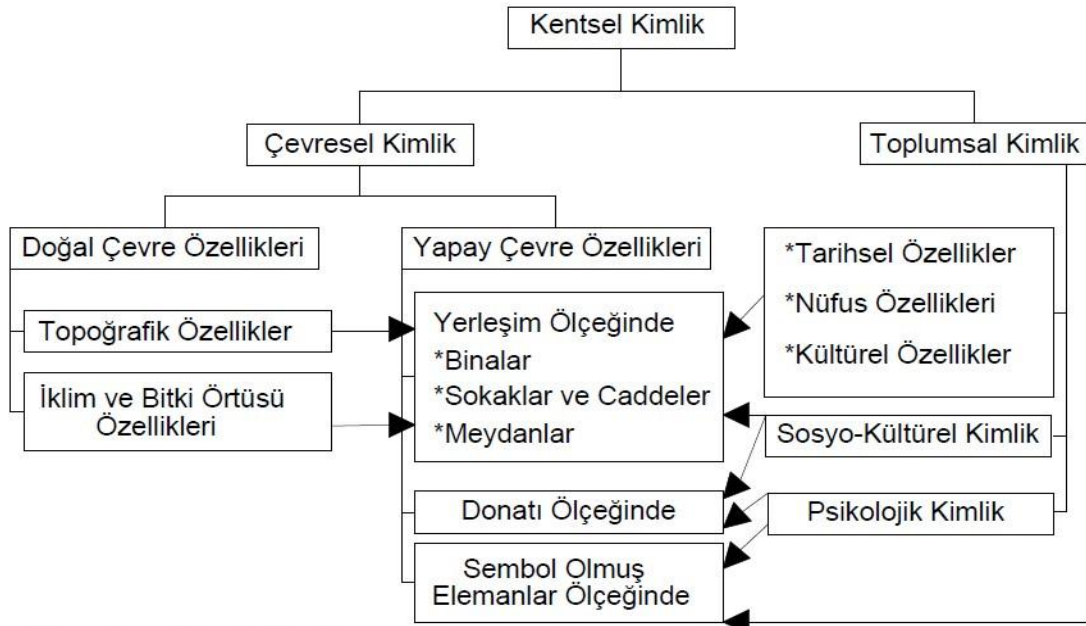 Kentsel Kimlik
Çevresel Kimlik
Toplumsal Kimlik
Doğal Çevre Özellikleri
Topoğrafik Özellikler
İklim ve Bitki Örtüsü
Özellikleri
Yapay Çevre Özellikleri
Yerleşim Ölçeğinde
*Binalar
*Sokaklar ve Caddeler
*Meydanlar
Donatı Ölçeğinde
Sembol Olmuş
Elemanlar Ölçeğinde
*Tarihsel Özellikler
*Nüfus Özellikleri
*Kültürel Özellikler
Sosyo-Kültürel Kimlik
Psikolojik Kimlik